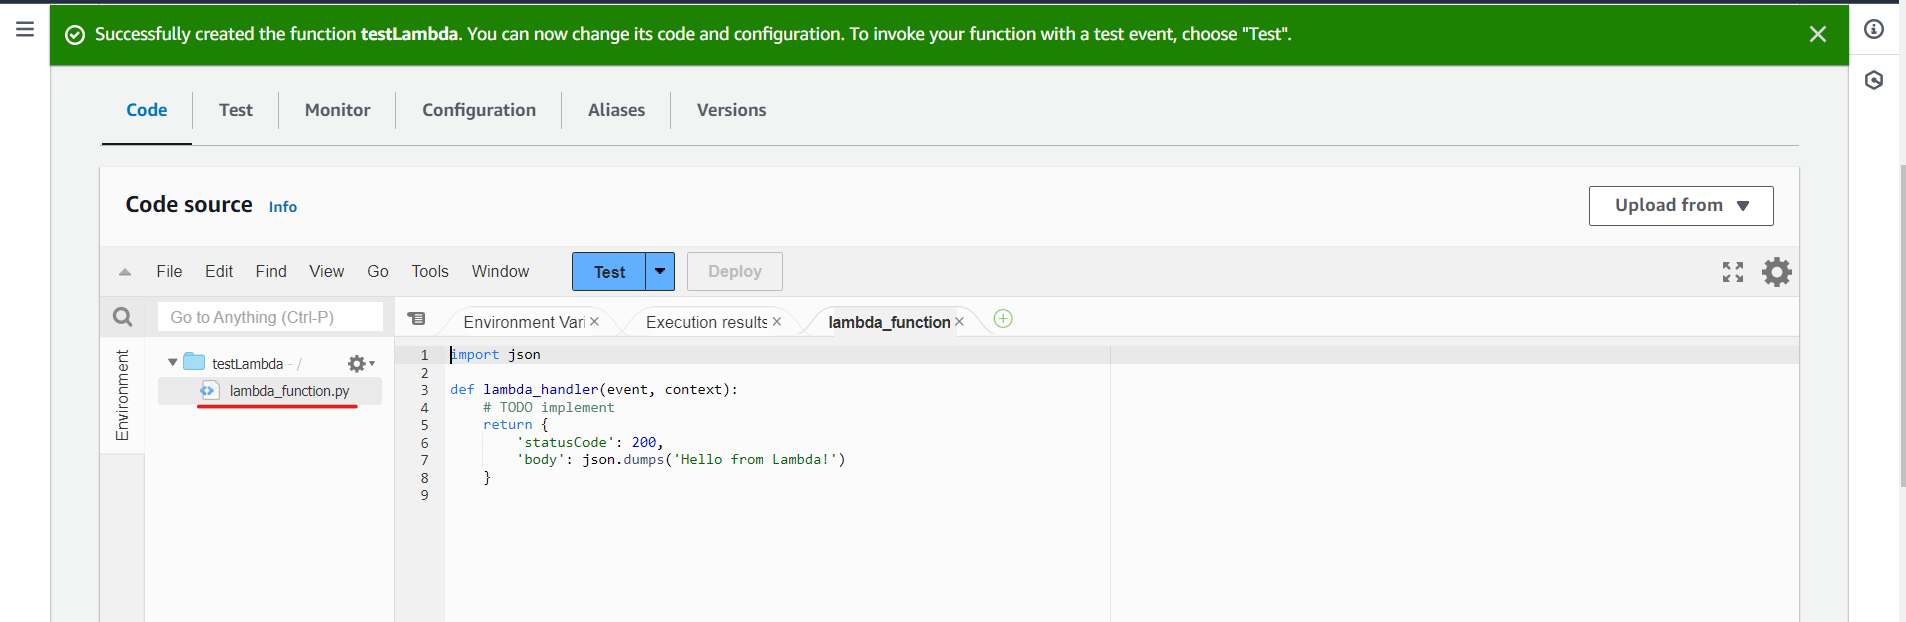 Successfully created the function testLambda. You can now change its code and configuration. To invoke your function with a test event, choose "Test".
Code Test Monitor Configuration Aliases Versions
Code source Info
Upload from
File Edit Find View Go Tools Window Test Deploy
Go to Anything (Ctrl-P)
Environment Vari Execution results lambda_function
Environment
testLambda - /
lambda_function.py
1 import json
2
3 def lambda_handler(event, context):
4 # TODO implement
5 return {
6 'statusCode': 200,
7 'body': json.dumps('Hello from Lambda!')
8 }
9